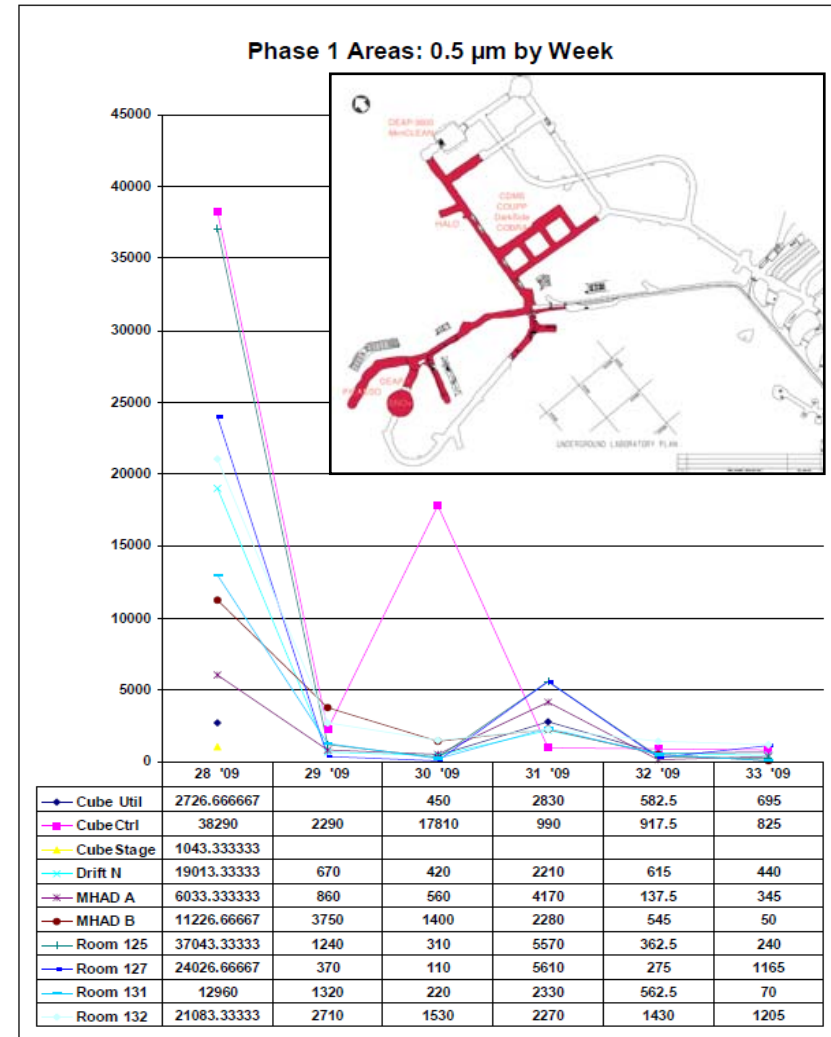 Phase 1 Areas: 0.5 µm by Week
45000
40000
35000
30000
25000
20000
15000
10000
5000
0
DEAP-3600
MiniCLEAN
HALO
CDMS
COUPP
DarkSide
COBRA
DEAP
PICASSO
SNO+
UNDERGROUND LABORATORY PLAN
28 '09 29 '09 30 '09 31 '09 32 '09 33 '09
Cube Util 2726.666667 450 2830 582.5 695
CubeCtrl 38290 2290 17810 990 917.5 825
CubeStage 1043.333333
Drift N 19013.33333 670 420 2210 615 440
MHAD A 6033.333333 860 560 4170 137.5 345
MHAD B 11226.66667 3750 1400 2280 545 50
Room 125 37043.33333 1240 310 5570 362.5 240
Room 127 24026.66667 370 110 5610 275 1165
Room 131 12960 1320 220 2330 562.5 70
Room 132 21083.33333 2710 1530 2270 1430 1205